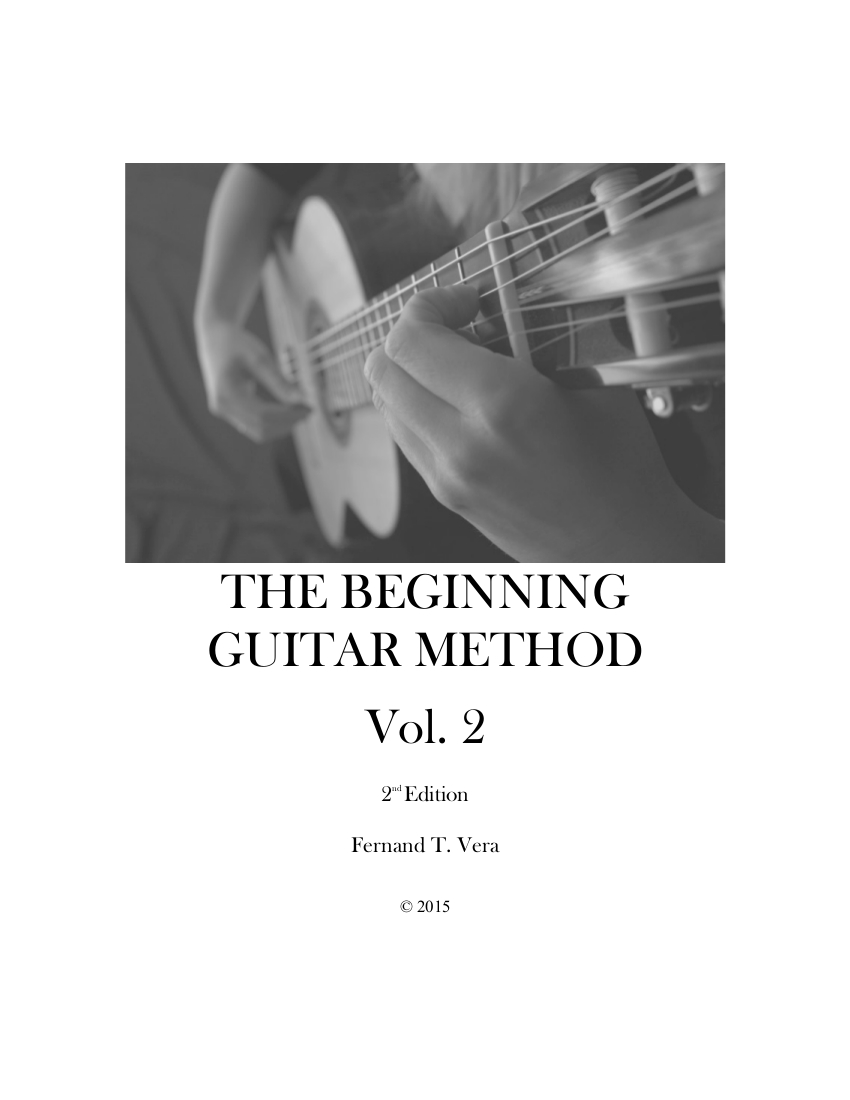 THE BEGINNING
GUITAR METHOD
Vol. 2
2nd Edition
Fernand T. Vera
© 2015